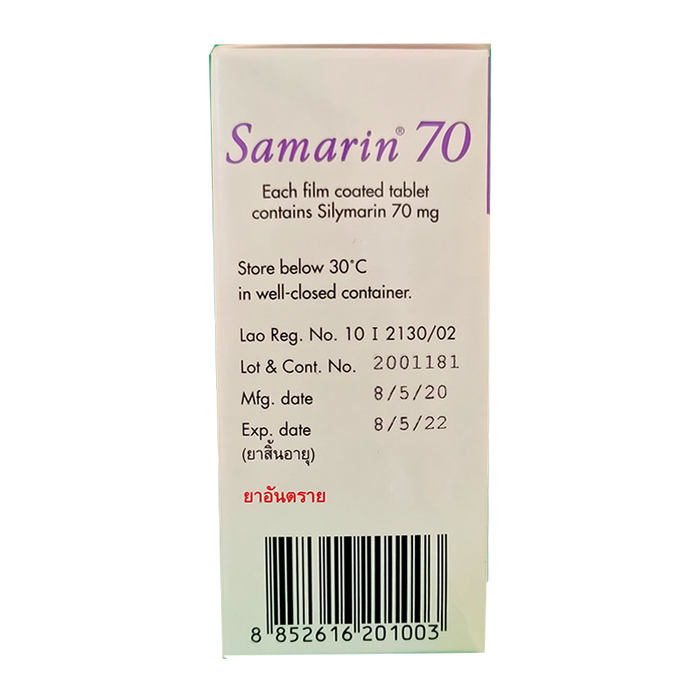 Samarin® 70
Each film coated tablet
contains Silymarin 70 mg
Store below 30°C
in well-closed container.
Lao Reg. No. 10 I 2130/02
Lot & Cont. No. 2001181
Mfg. date 8/5/20
Exp. date 8/5/22
(ยาสิ้นอายุ)
ยาอันตราย
8 852616 201003